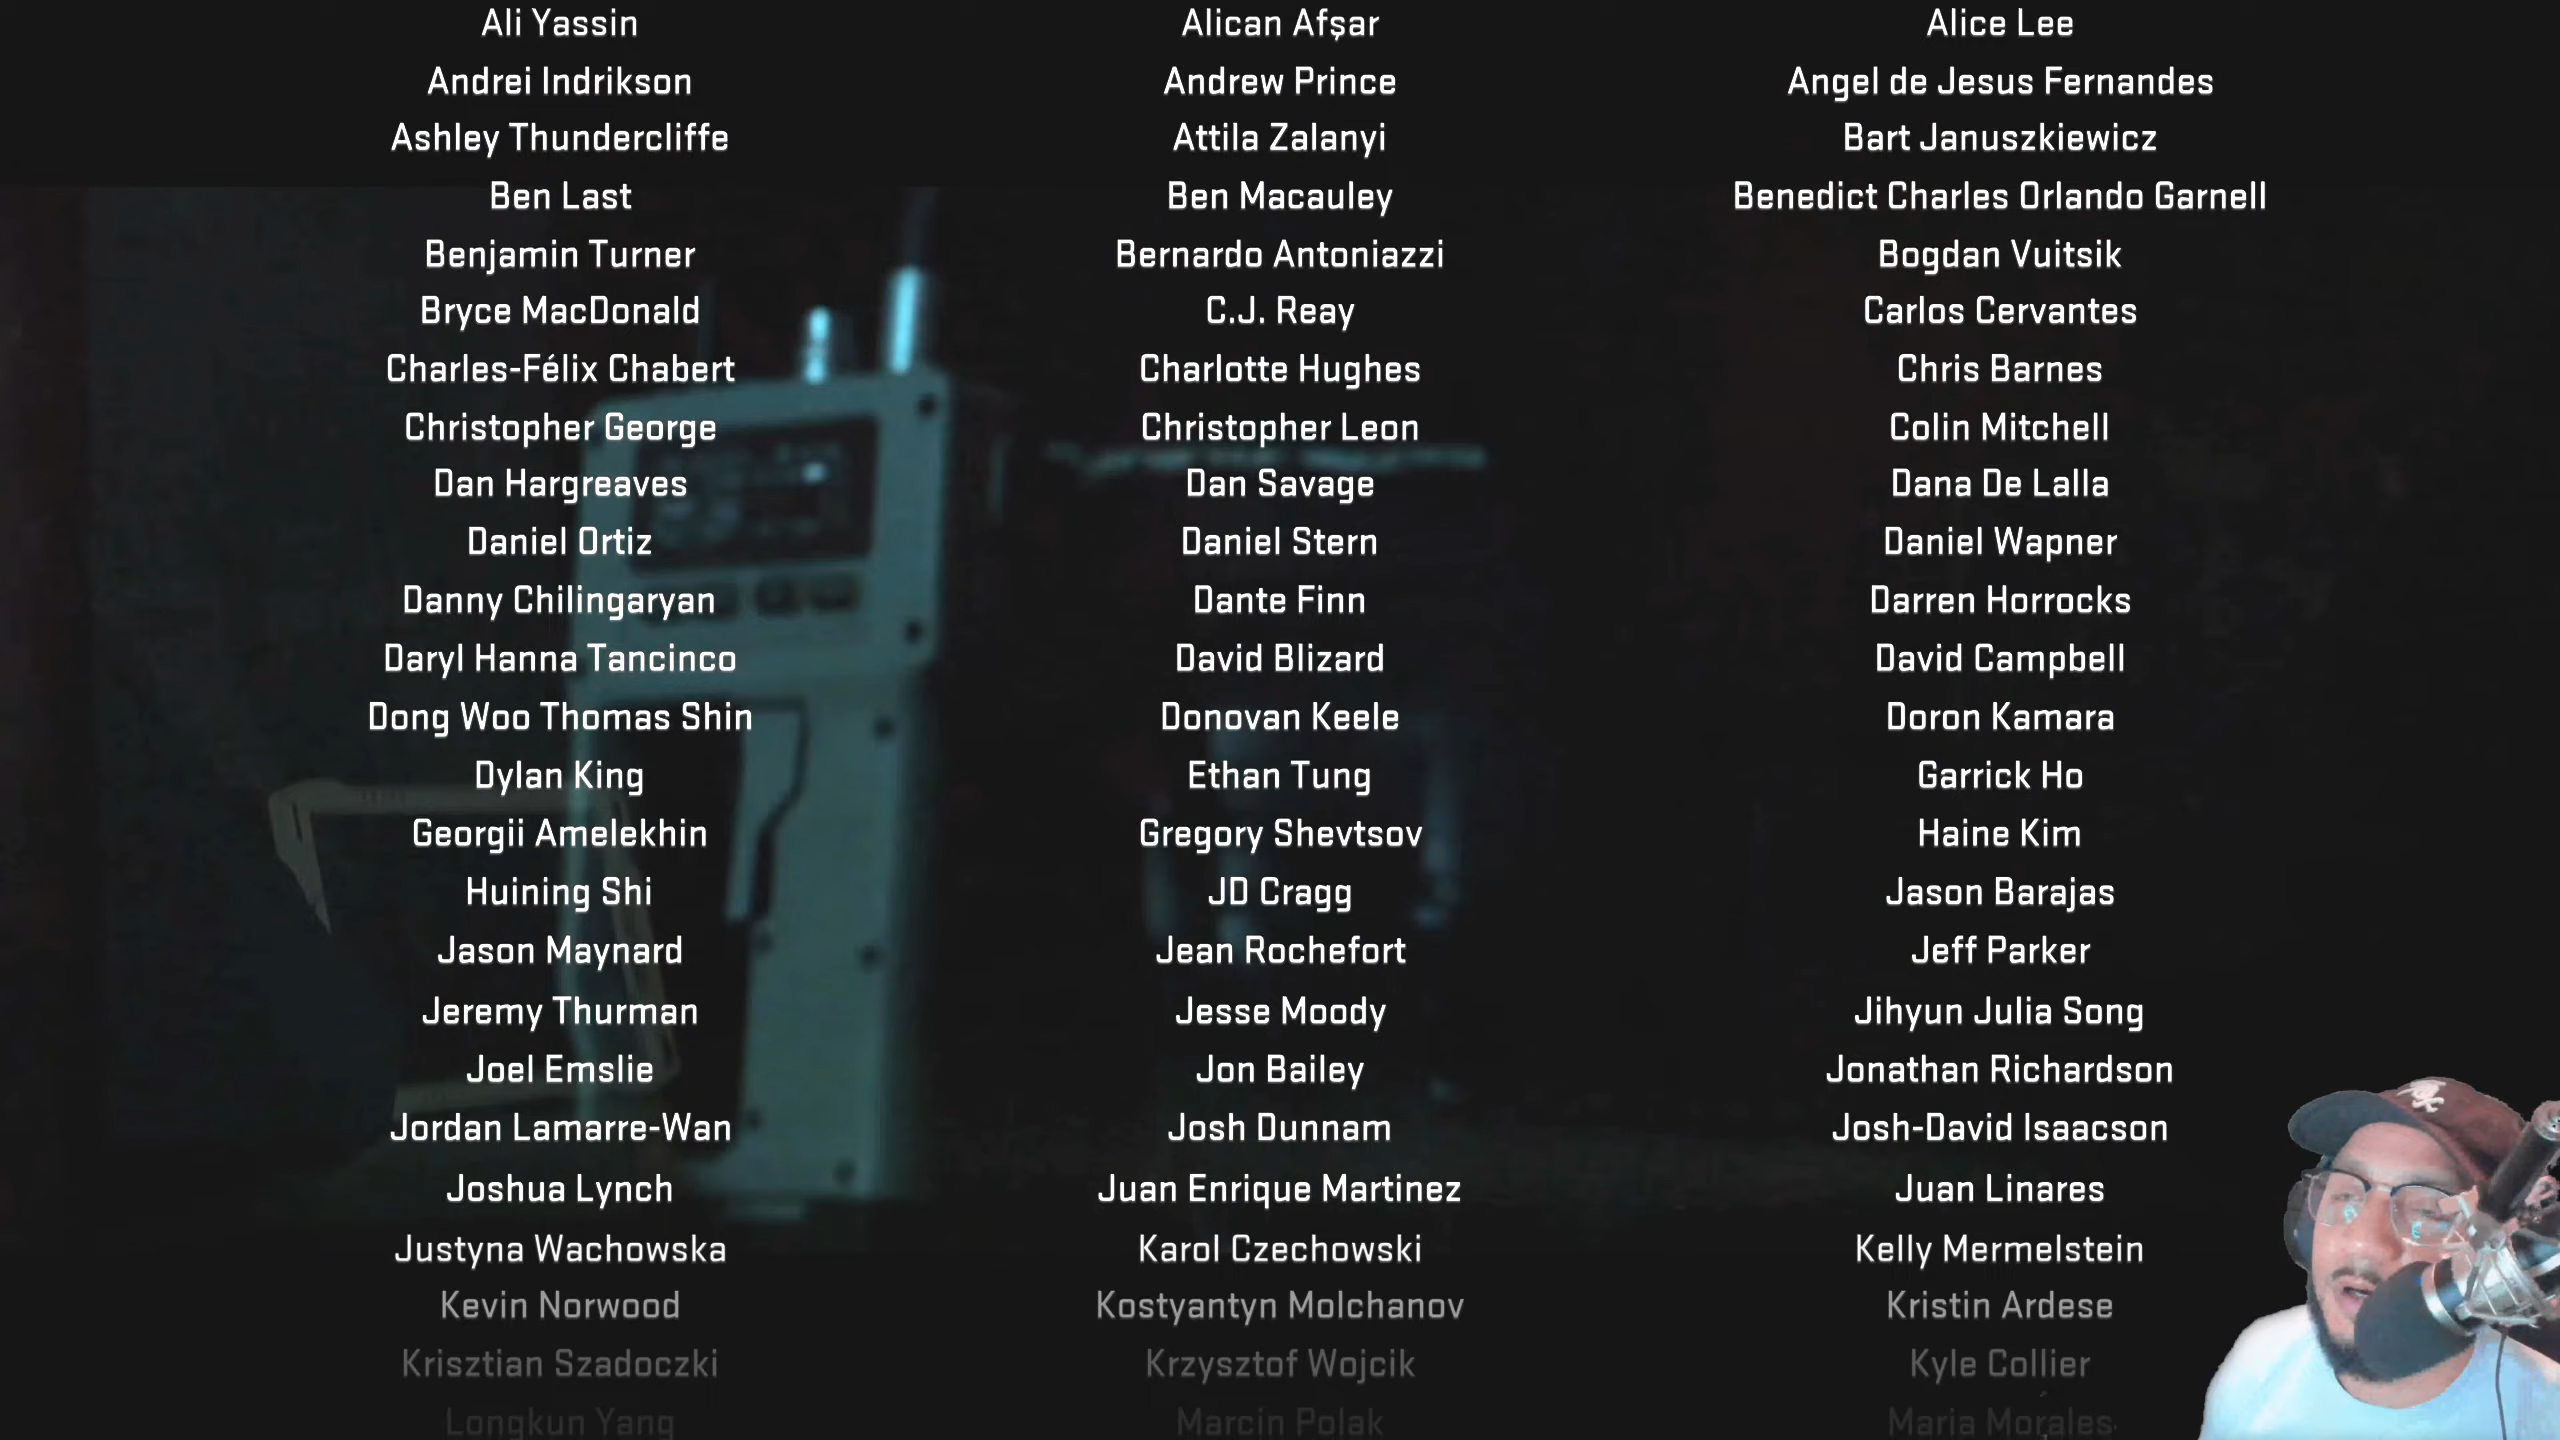 Ali Yassin Alican Afşar Alice Lee
Andrei Indrikson Andrew Prince Angel de Jesus Fernandes
Ashley Thundercliffe Attila Zalanyi Bart Januszkiewicz
Ben Last Ben Macauley Benedict Charles Orlando Garnell
Benjamin Turner Bernardo Antoniazzi Bogdan Vuitsik
Bryce MacDonald C.J. Reay Carlos Cervantes
Charles-Félix Chabert Charlotte Hughes Chris Barnes
Christopher George Christopher Leon Colin Mitchell
Dan Hargreaves Dan Savage Dana De Lalla
Daniel Ortiz Daniel Stern Daniel Wapner
Danny Chilingaryan Dante Finn Darren Horrocks
Daryl Hanna Tancinco David Blizard David Campbell
Dong Woo Thomas Shin Donovan Keele Doron Kamara
Dylan King Ethan Tung Garrick Ho
Georgii Amelekhin Gregory Shevtsov Haine Kim
Huining Shi JD Cragg Jason Barajas
Jason Maynard Jean Rochefort Jeff Parker
Jeremy Thurman Jesse Moody Jihyun Julia Song
Joel Emslie Jon Bailey Jonathan Richardson
Jordan Lamarre-Wan Josh Dunnam Josh-David Isaacson
Joshua Lynch Juan Enrique Martinez Juan Linares
Justyna Wachowska Karol Czechowski Kelly Mermelstein
Kevin Norwood Kostyantyn Molchanov Kristin Ardese
Krisztian Szadoczki Krzysztof Wojcik Kyle Collier
Longkun Yang Marcin Polak Maria Morales